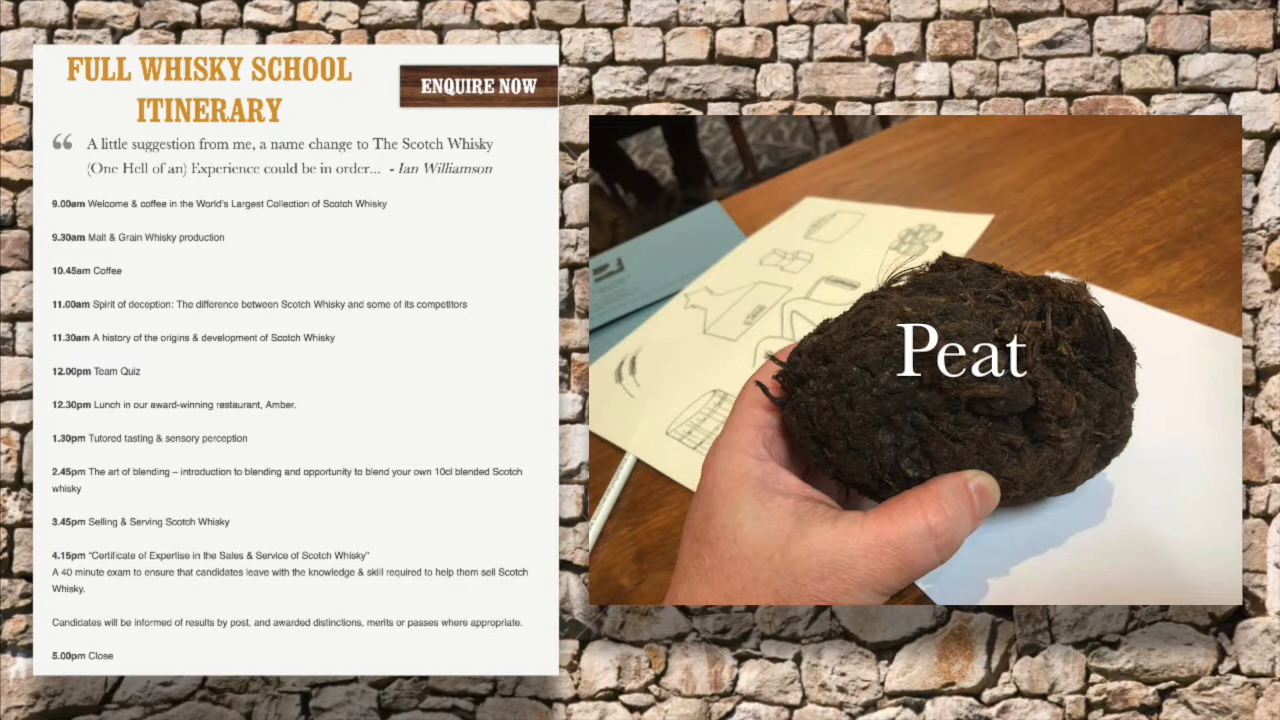 FULL WHISKY SCHOOL
ITINERARY
ENQUIRE NOW
“ A little suggestion from me, a name change to The Scotch Whisky
(One Hell of an) Experience could be in order... - Ian Williamson
9.00am Welcome & coffee in the World's Largest Collection of Scotch Whisky
9.30am Malt & Grain Whisky production
10.45am Coffee
11.00am Spirit of deception: The difference between Scotch Whisky and some of its competitors
11.30am A history of the origins & development of Scotch Whisky
12.00pm Team Quiz
12.30pm Lunch in our award-winning restaurant, Amber.
1.30pm Tutored tasting & sensory perception
2.45pm The art of blending – introduction to blending and opportunity to blend your own 10cl blended Scotch
whisky
3.45pm Selling & Serving Scotch Whisky
4.15pm “Certificate of Expertise in the Sales & Service of Scotch Whisky”
A 40 minute exam to ensure that candidates leave with the knowledge & skill required to help them sell Scotch
Whisky.
Candidates will be informed of results by post, and awarded distinctions, merits or passes where appropriate.
5.00pm Close
Peat